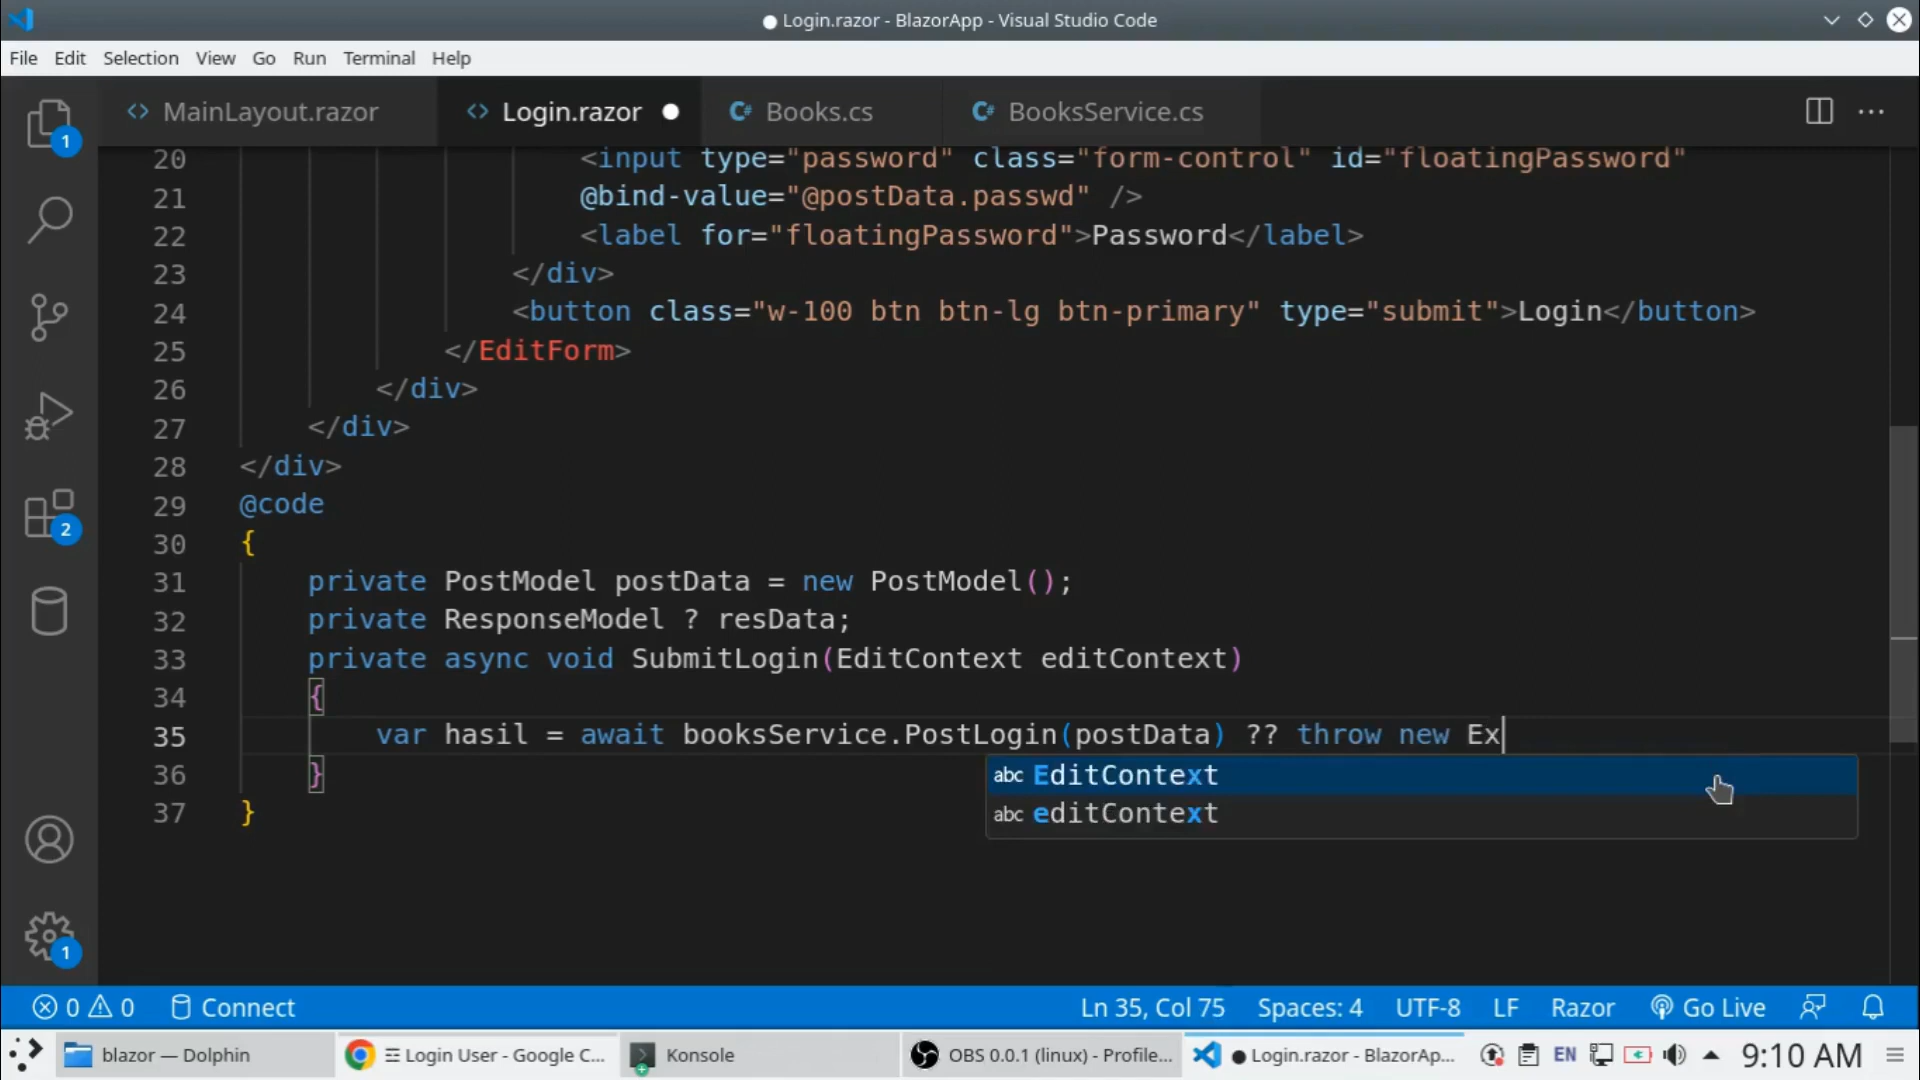 Login.razor - BlazorApp - Visual Studio Code
File Edit Selection View Go Run Terminal Help
MainLayout.razor Login.razor C# Books.cs C# BooksService.cs
1
20 <input type="password" class="form-control" id="floatingPassword"
21 @bind-value="@postData.passwd" />
22 <label for="floatingPassword">Password</label>
23 </div>
24 <button class="w-100 btn btn-lg btn-primary" type="submit">Login</button>
25 </EditForm>
26 </div>
27 </div>
28 </div>
2
29 @code
30 {
31 private PostModel postData = new PostModel();
32 private ResponseModel ? resData;
33 private async void SubmitLogin(EditContext editContext)
34 {
35 var hasil = await booksService.PostLogin(postData) ?? throw new Ex
36 }
abc EditContext
37 }
abc editContext
1
0 0 Connect Ln 35, Col 75 Spaces: 4 UTF-8 LF Razor Go Live
blazor — Dolphin Login User - Google C... Konsole OBS 0.0.1 (linux) - Profile... Login.razor - BlazorAp... EN 9:10 AM